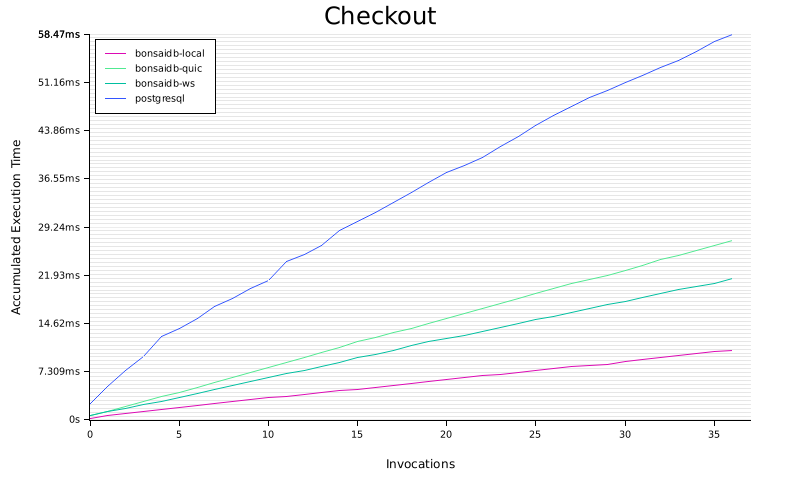 Checkout
58.47ms
51.16ms
43.86ms
36.55ms
29.24ms
21.93ms
14.62ms
7.309ms
0s
Accumulated Execution Time
bonsaidb-local
bonsaidb-quic
bonsaidb-ws
postgresql
0 5 10 15 20 25 30 35
Invocations